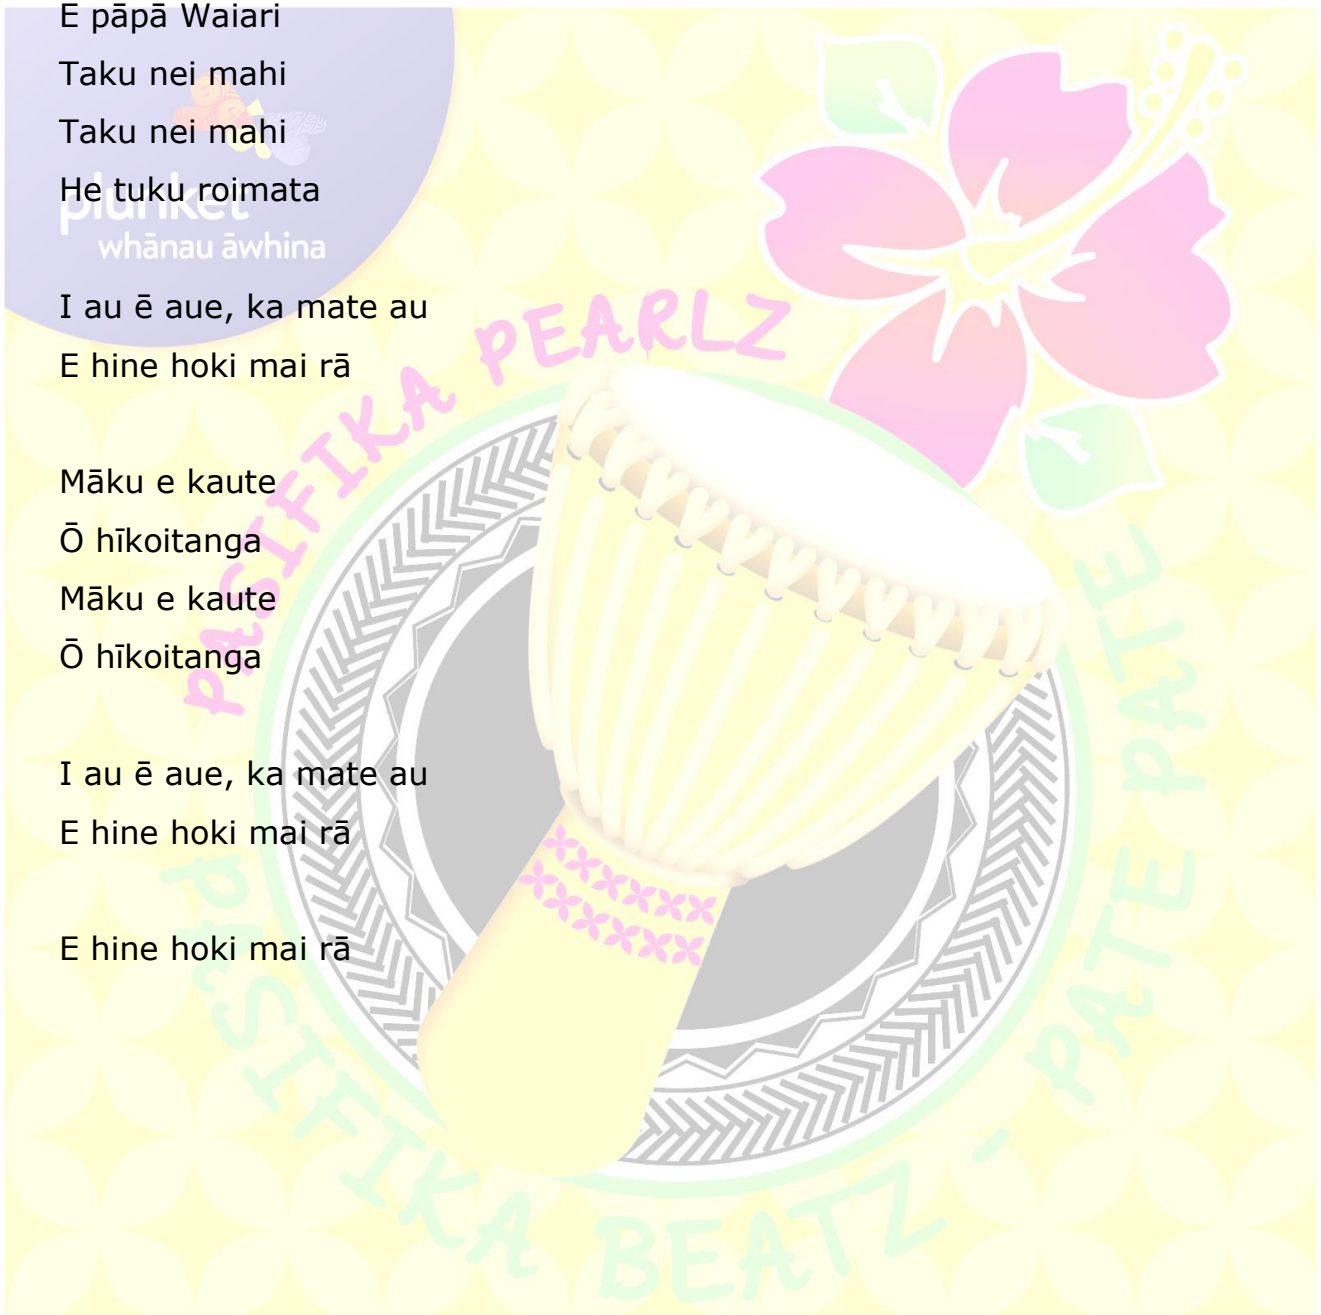 E pāpā Waiari
Taku nei mahi
Taku nei mahi
He tuku roimata
plunket
whānau āwhina
I au ē aue, ka mate au
E hine hoki mai rā
Māku e kaute
Ō hīkoitanga
Māku e kaute
Ō hīkoitanga
I au ē aue, ka mate au
E hine hoki mai rā
E hine hoki mai rā
PASIFIKA PEARLZ
PASIFIKA BEATZ - PATE PATE